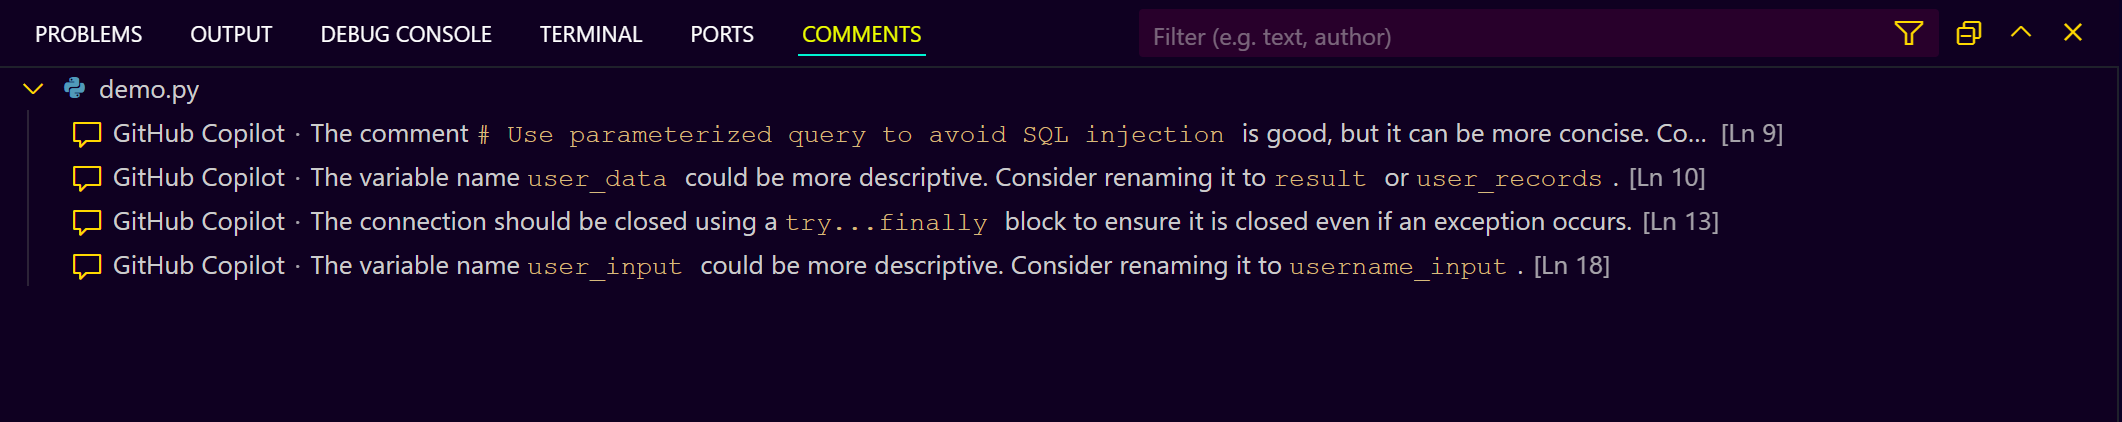 PROBLEMS OUTPUT DEBUG CONSOLE TERMINAL PORTS COMMENTS Filter (e.g. text, author)
demo.py
GitHub Copilot · The comment # Use parameterized query to avoid SQL injection is good, but it can be more concise. Co... [Ln 9]
GitHub Copilot · The variable name user_data could be more descriptive. Consider renaming it to result or user_records . [Ln 10]
GitHub Copilot · The connection should be closed using a try...finally block to ensure it is closed even if an exception occurs. [Ln 13]
GitHub Copilot · The variable name user_input could be more descriptive. Consider renaming it to username_input . [Ln 18]